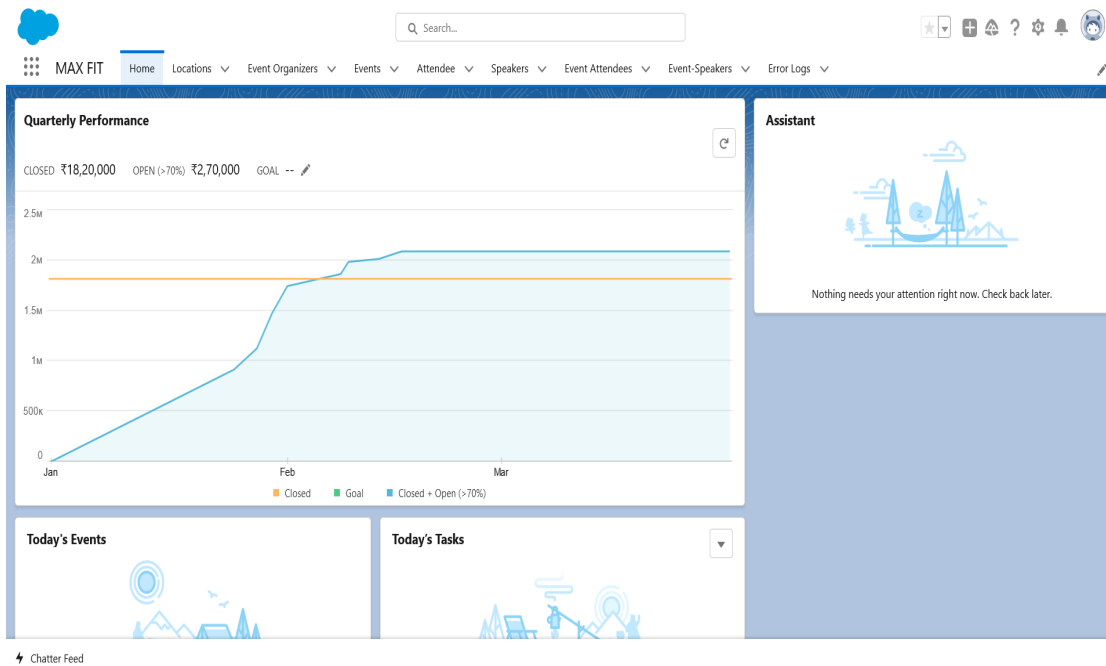 Search...
MAX FIT Home Locations Event Organizers Events Attendee Speakers Event Attendees Event-Speakers Error Logs
Quarterly Performance
CLOSED ₹18,20,000 OPEN (>70%) ₹2,70,000 GOAL --
2.5M
2M
1.5M
1M
500K
0
Jan Feb Mar
Closed Goal Closed + Open (>70%)
Assistant
z
Nothing needs your attention right now. Check back later.
Today's Events
Today's Tasks
Chatter Feed